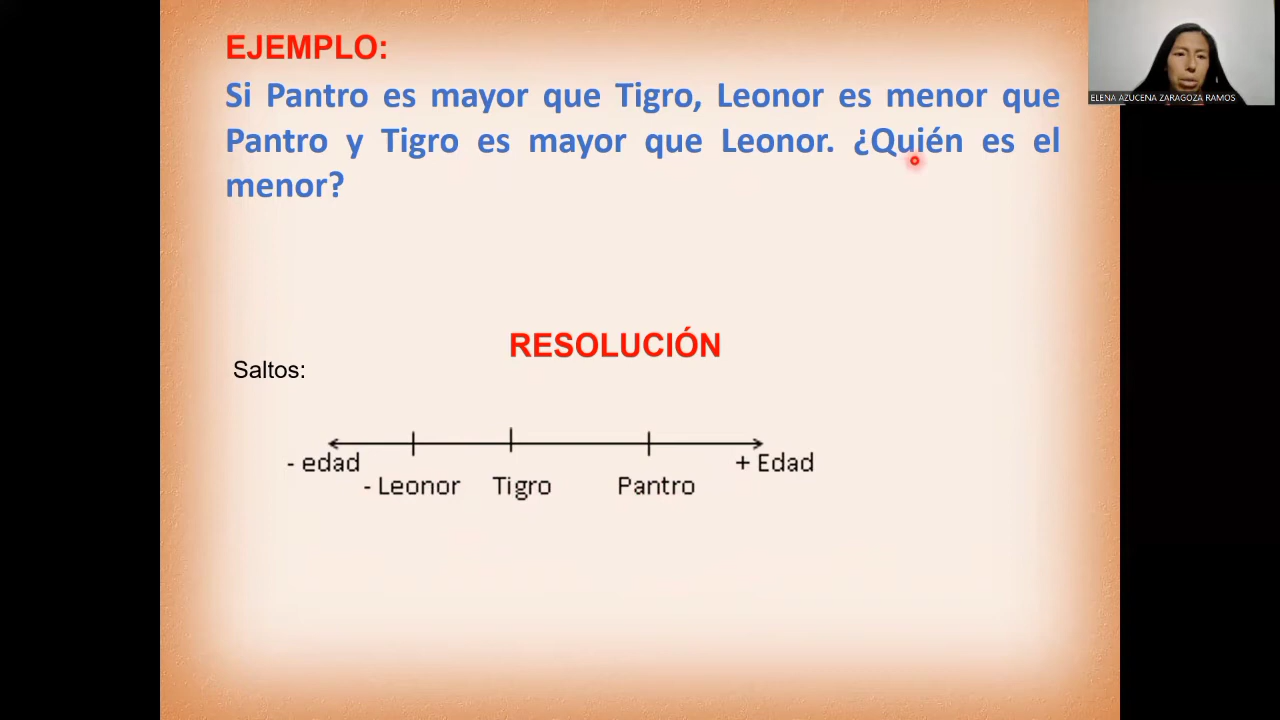 EJEMPLO:
Si Pantro es mayor que Tigro, Leonor es menor que
Pantro y Tigro es mayor que Leonor. ¿Quién es el
menor?
ELENA AZUCENA ZARAGOZA RAMOS
RESOLUCIÓN
Saltos:
- edad
+ Edad
- Leonor Tigro Pantro